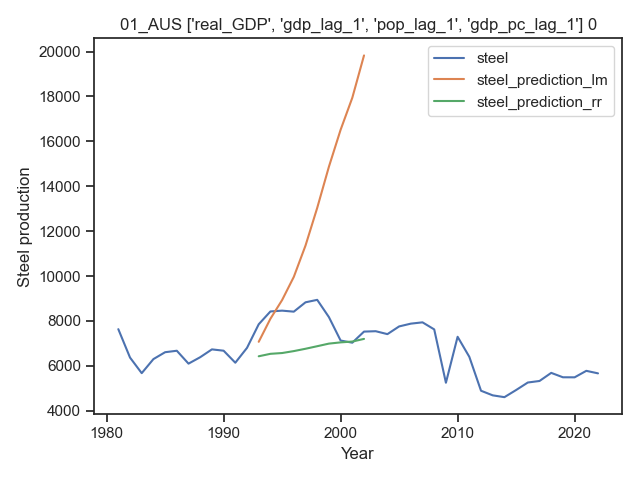 01_AUS ['real_GDP', 'gdp_lag_1', 'pop_lag_1', 'gdp_pc_lag_1'] 0
steel
steel_prediction_lm
steel_prediction_rr
Steel production
20000
18000
16000
14000
12000
10000
8000
6000
4000
1980
1990
2000
2010
2020
Year